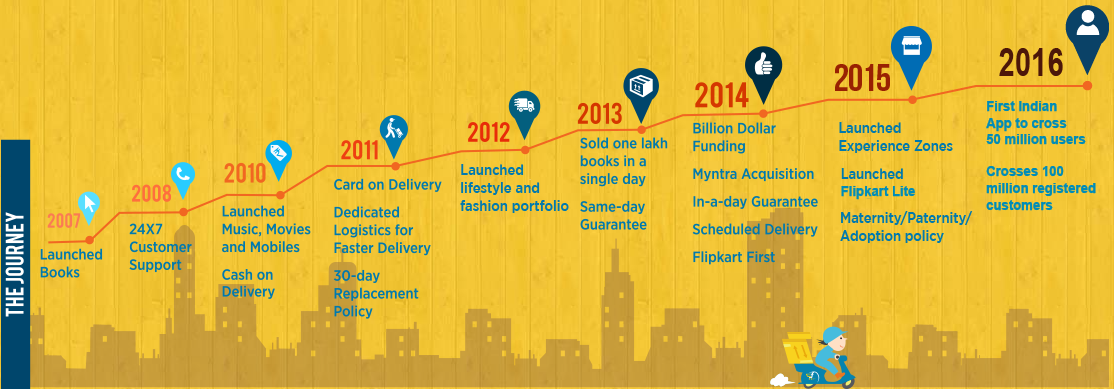 THE JOURNEY
2007
Launched
Books
2008
24X7
Customer
Support
2010
Launched
Music, Movies
and Mobiles
Cash on
Delivery
2011
Card on Delivery
Dedicated
Logistics for
Faster Delivery
30-day
Replacement
Policy
2012
Launched
lifestyle and
fashion portfolio
2013
Sold one lakh
books in a
single day
Same-day
Guarantee
2014
Billion Dollar
Funding
Myntra Acquisition
In-a-day Guarantee
Scheduled Delivery
Flipkart First
2015
Launched
Experience Zones
Launched
Flipkart Lite
Maternity/Paternity/
Adoption policy
2016
First Indian
App to cross
50 million users
Crosses 100
million registered
customers